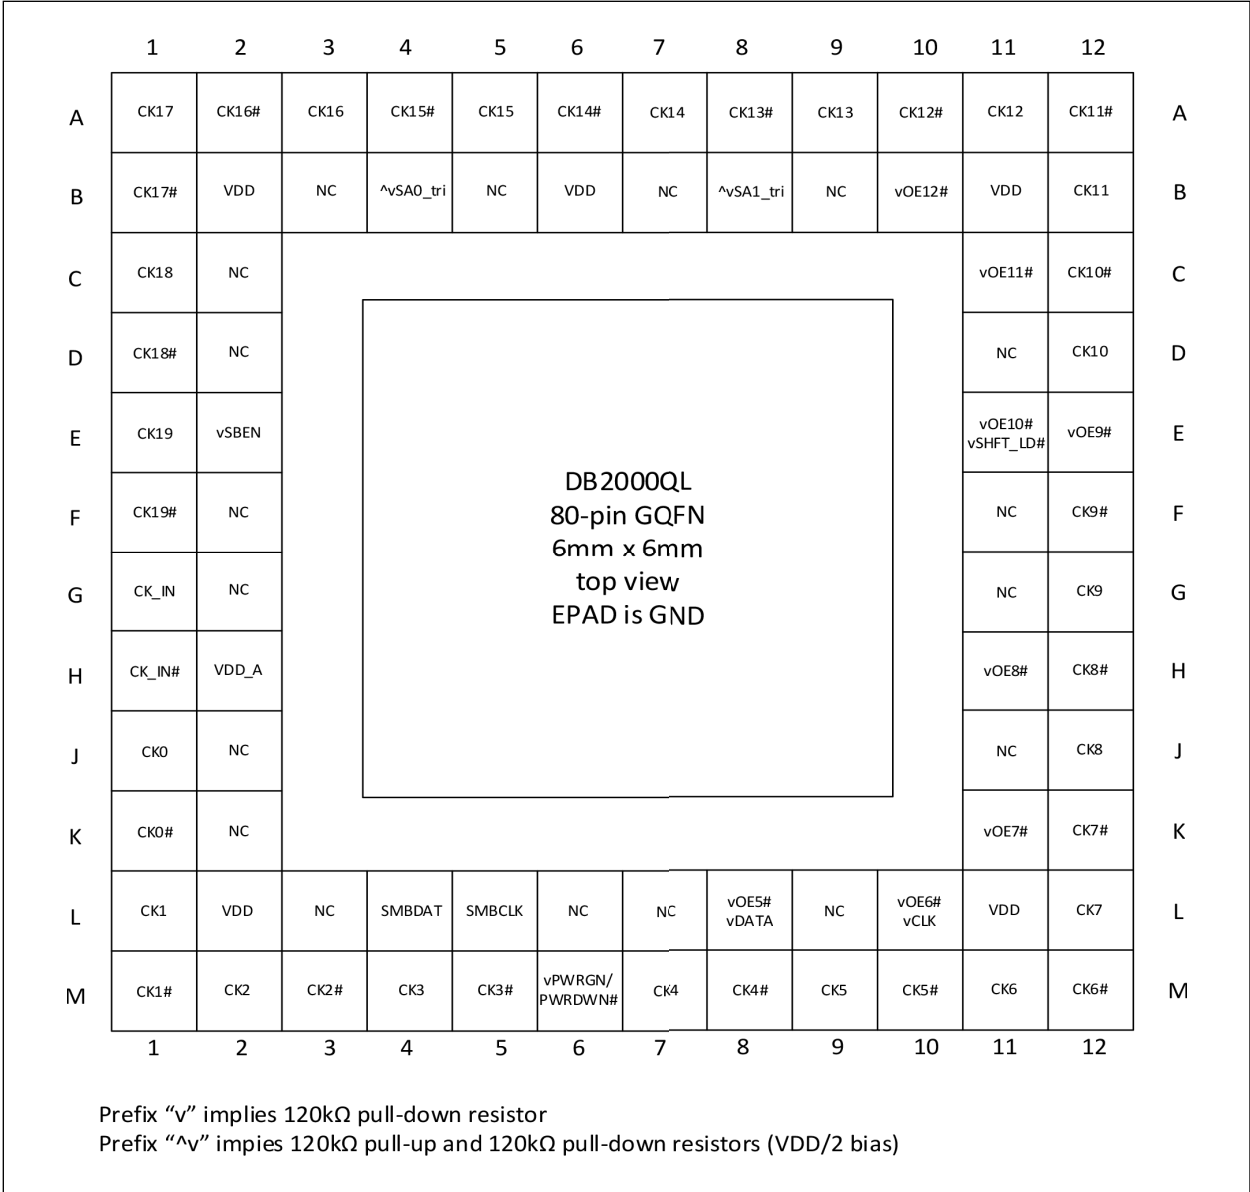 1 2 3 4 5 6 7 8 9 10 11 12
A CK17 CK16# CK16 CK15# CK15 CK14# CK14 CK13# CK13 CK12# CK12 CK11# A
B CK17# VDD NC ^vSA0_tri NC VDD NC ^vSA1_tri NC vOE12# VDD CK11 B
C CK18 NC vOE11# CK10# C
D CK18# NC NC CK10 D
E CK19 vSBEN vOE10# vOE9# E
vSHFT_LD#
F CK19# NC NC CK9# F
G CK_IN NC NC CK9 G
H CK_IN# VDD_A vOE8# CK8# H
J CK0 NC NC CK8 J
K CK0# NC vOE7# CK7# K
DB2000QL
80-pin GQFN
6mm x 6mm
top view
EPAD is GND
L CK1 VDD NC SMBDAT SMBCLK NC NC vOE5# NC vOE6# VDD CK7 L
vDATA vCLK
M CK1# CK2 CK2# CK3 CK3# vPWRGN/ CK4 CK4# CK5 CK5# CK6 CK6# M
PWRDWN#
1 2 3 4 5 6 7 8 9 10 11 12
Prefix “v” implies 120kΩ pull-down resistor
Prefix “^v” impies 120kΩ pull-up and 120kΩ pull-down resistors (VDD/2 bias)